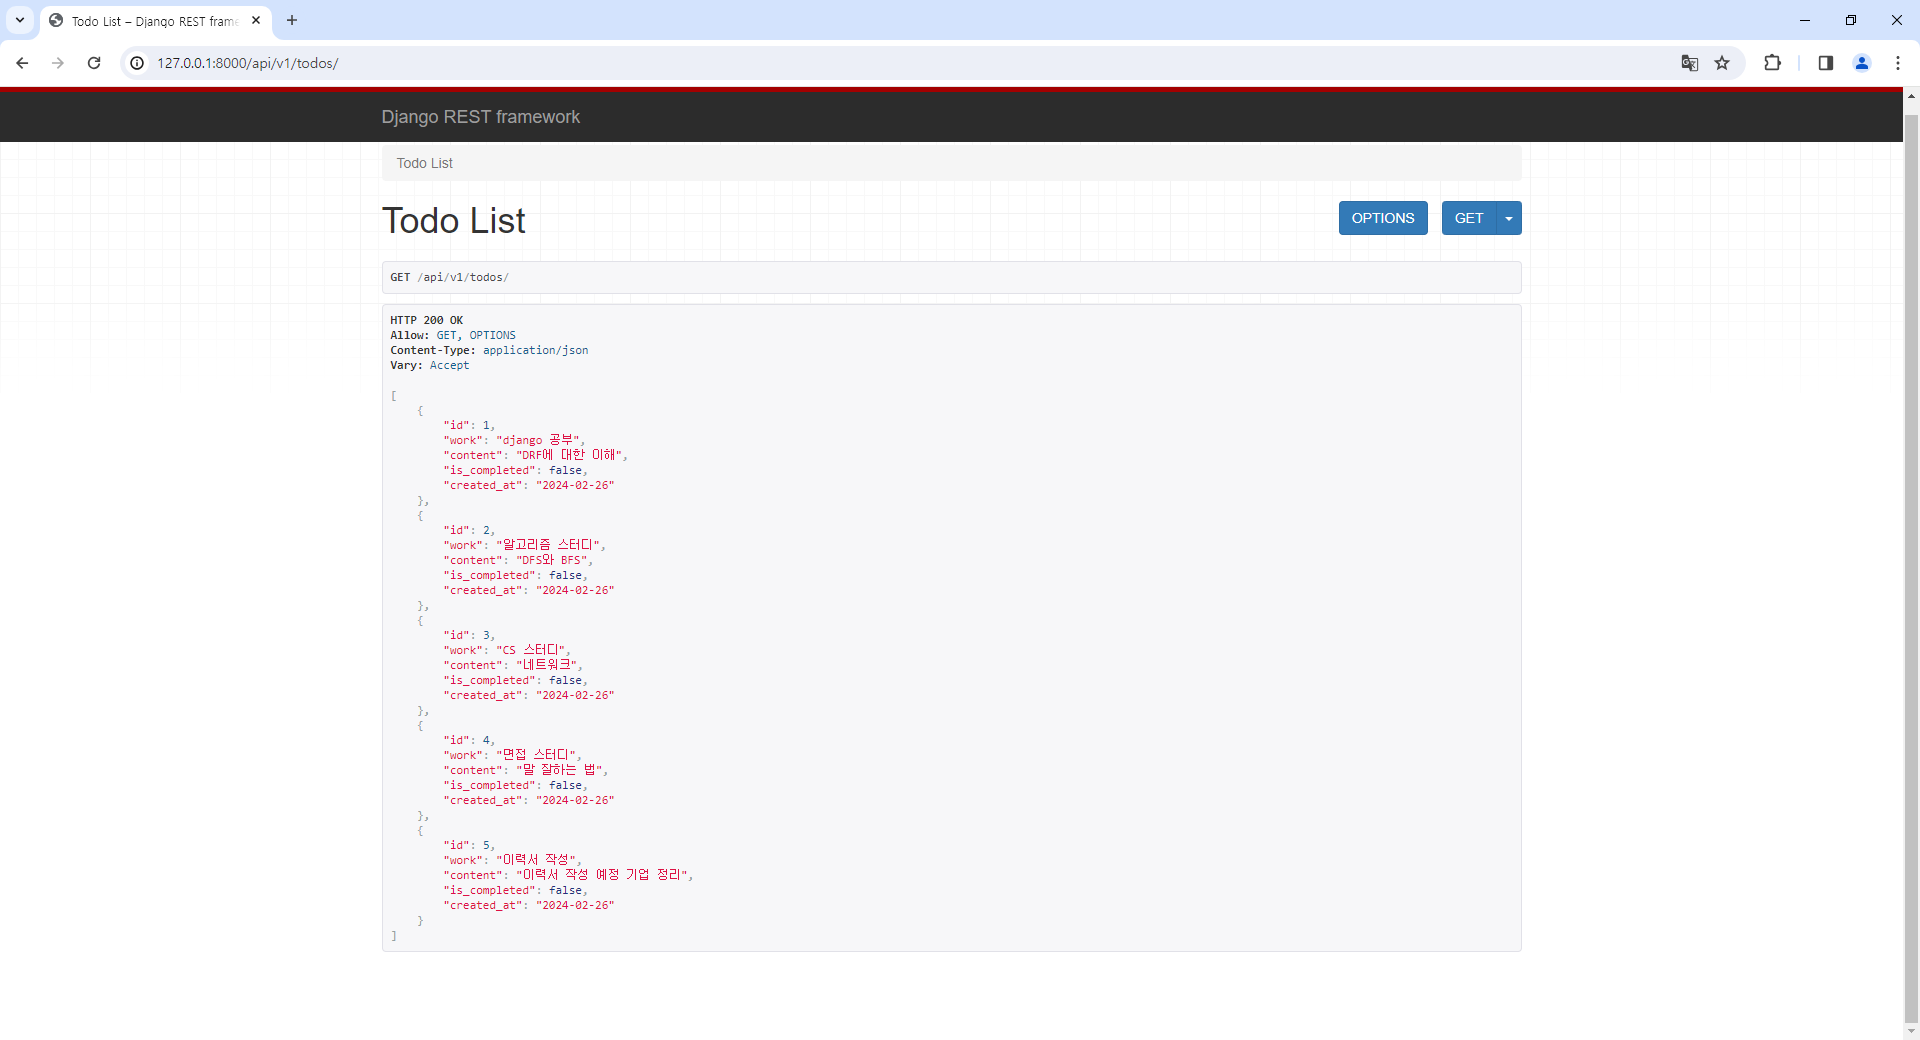 Todo List – Django REST frame
127.0.0.1:8000/api/v1/todos/
Django REST framework
Todo List
Todo List
OPTIONS
GET
GET /api/v1/todos/
HTTP 200 OK
Allow: GET, OPTIONS
Content-Type: application/json
Vary: Accept
[
{
"id": 1,
"work": "django 공부",
"content": "DRF에 대한 이해",
"is_completed": false,
"created_at": "2024-02-26"
},
{
"id": 2,
"work": "알고리즘 스터디",
"content": "DFS와 BFS",
"is_completed": false,
"created_at": "2024-02-26"
},
{
"id": 3,
"work": "CS 스터디",
"content": "네트워크",
"is_completed": false,
"created_at": "2024-02-26"
},
{
"id": 4,
"work": "면접 스터디",
"content": "말 잘하는 법",
"is_completed": false,
"created_at": "2024-02-26"
},
{
"id": 5,
"work": "이력서 작성",
"content": "이력서 작성 예정 기업 정리",
"is_completed": false,
"created_at": "2024-02-26"
}
]